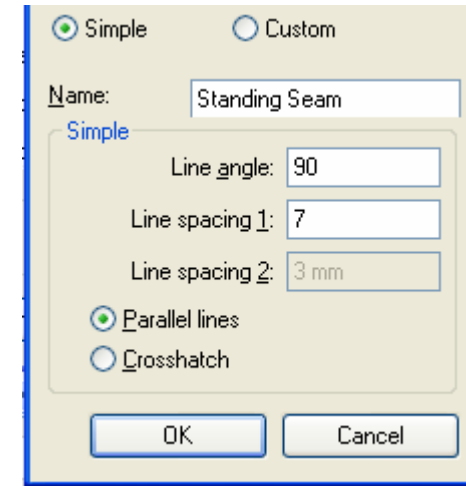 Simple Custom
Name: Standing Seam
Simple
Line angle: 90
Line spacing 1: 7
Line spacing 2: 3 mm
Parallel lines
Crosshatch
OK Cancel